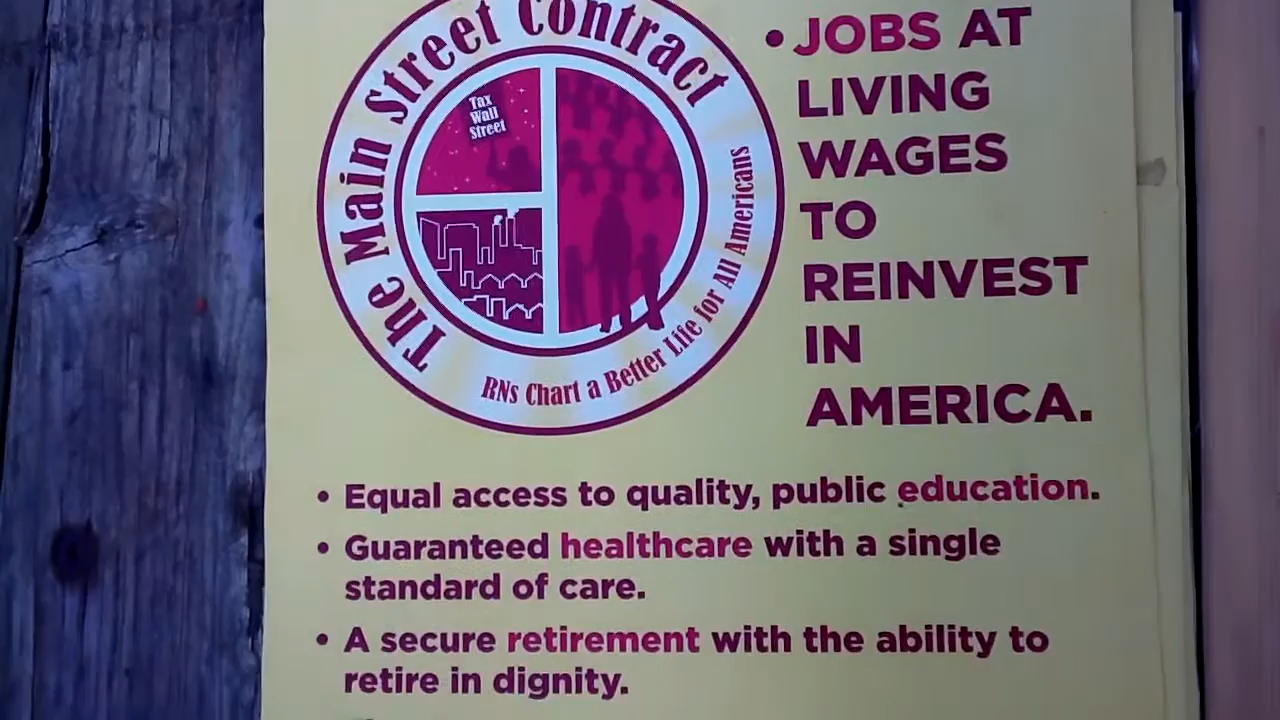 The Main Street Contract
Tax
Wall
Street
RNs Chart a Better Life for All Americans
• JOBS AT
LIVING
WAGES
TO
REINVEST
IN
AMERICA.
• Equal access to quality, public education.
• Guaranteed healthcare with a single
standard of care.
• A secure retirement with the ability to
retire in dignity.